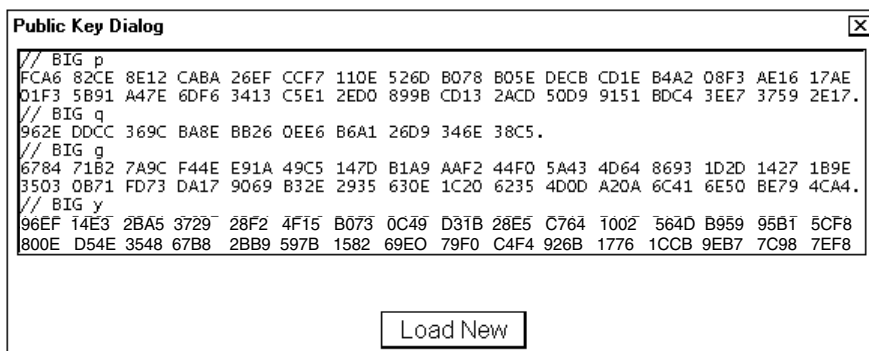 Public Key Dialog
// BIG p
FCA6 82CE 8E12 CABA 26EF CCF7 110E 526D B078 B05E DECB CD1E B4A2 08F3 AE16 17AE
01F3 5B91 A47E 6DF6 3413 C5E1 2ED0 899B CD13 2ACD 50D9 9151 BDC4 3EE7 3759 2E17.
// BIG q
962E DDCC 369C BA8E BB26 0EE6 B6A1 26D9 346E 38C5.
// BIG g
6784 71B2 7A9C F44E E91A 49C5 147D B1A9 AAF2 44F0 5A43 4D64 8693 1D2D 1427 1B9E
3503 0B71 FD73 DA17 9069 B32E 2935 630E 1C20 6235 4D0D A20A 6C41 6E50 BE79 4CA4.
// BIG y
96EF 14E3 2BA5 3729 28F2 4F15 B073 0C49 D31B 28E5 C764 1002 564D B959 95B1 5CF8
800E D54E 3548 67B8 2BB9 597B 1582 69EO 79F0 C4F4 926B 1776 1CCB 9EB7 7C98 7EF8
Load New